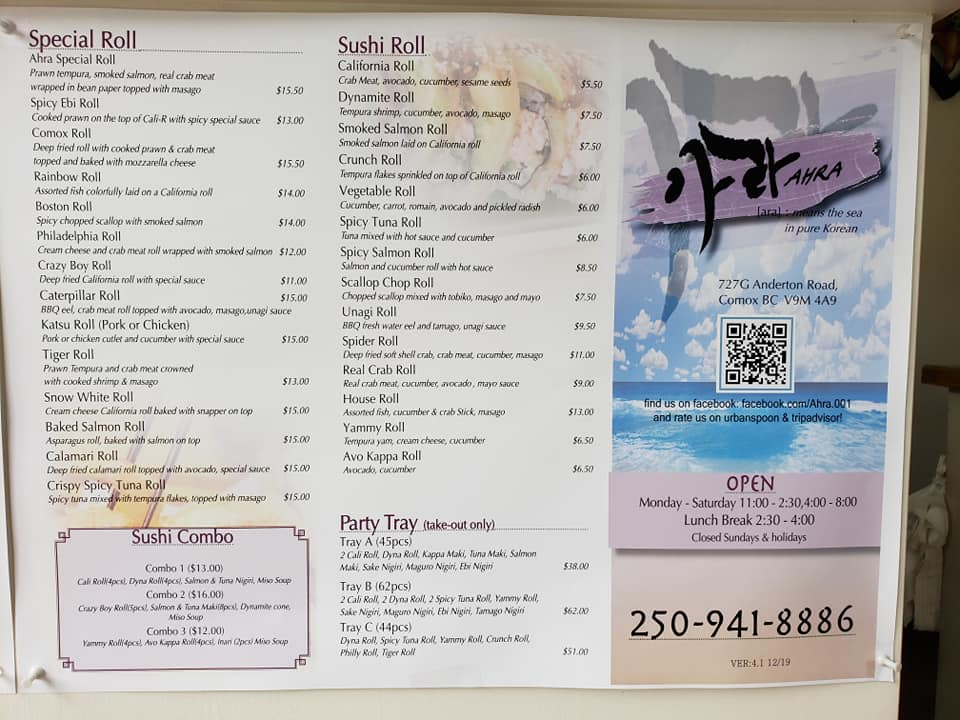 Special Roll
Ahra Special Roll
Prawn tempura, smoked salmon, real crab meat
wrapped in bean paper topped with masago $15.50
Spicy Ebi Roll
Cooked prawn on the top of Cali-R with spicy special sauce $13.00
Comox Roll
Deep fried roll with cooked prawn & crab meat
topped and baked with mozzarella cheese $15.50
Rainbow Roll
Assorted fish colorfully laid on a California roll $14.00
Boston Roll
Spicy chopped scallop with smoked salmon $14.00
Philadelphia Roll
Cream cheese and crab meat roll wrapped with smoked salmon $12.00
Crazy Boy Roll
Deep fried California roll with special sauce $11.00
Caterpillar Roll $15.00
BBQ eel, crab meat roll topped with avocado, masago,unagi sauce
Katsu Roll (Pork or Chicken)
Pork or chicken cutlet and cucumber with special sauce $15.00
Tiger Roll
Prawn Tempura and crab meat crowned
with cooked shrimp & masago $13.00
Snow White Roll
Cream cheese California roll baked with snapper on top $15.00
Baked Salmon Roll
Asparagus roll, baked with salmon on top $15.00
Calamari Roll
Deep fried calamari roll topped with avocado, special sauce $15.00
Crispy Spicy Tuna Roll
Spicy tuna mixed with tempura flakes, topped with masago $15.00
Sushi Combo
Combo 1 ($13.00)
Cali Roll(4pcs), Dyna Roll(4pcs), Salmon & Tuna Nigiri, Miso Soup
Combo 2 ($16.00)
Crazy Boy Roll(5pcs), Salmon & Tuna Maki(8pcs), Dynamite cone,
Miso Soup
Combo 3 ($12.00)
Yammy Roll(4pcs), Avo Kappa Roll(4pcs), Inari (2pcs) Miso Soup
Sushi Roll
California Roll
Crab Meat, avocado, cucumber, sesame seeds $5.50
Dynamite Roll
Tempura shrimp, cucumber, avocado, masago $7.50
Smoked Salmon Roll
Smoked salmon laid on California roll $7.50
Crunch Roll
Tempura flakes sprinkled on top of California roll $6.00
Vegetable Roll
Cucumber, carrot, romain, avocado and pickled radish $6.00
Spicy Tuna Roll
Tuna mixed with hot sauce and cucumber $6.00
Spicy Salmon Roll
Salmon and cucumber roll with hot sauce $8.50
Scallop Chop Roll
Chopped scallop mixed with tobiko, masago and mayo $7.50
Unagi Roll
BBQ fresh water eel and tamago, unagi sauce $9.50
Spider Roll
Deep fried soft shell crab, crab meat, cucumber, masago $11.00
Real Crab Roll
Real crab meat, cucumber, avocado , mayo sauce $9.00
House Roll
Assorted fish, cucumber & crab Stick, masago $13.00
Yammy Roll
Tempura yam, cream cheese, cucumber $6.50
Avo Kappa Roll
Avocado, cucumber $6.50
Party Tray (take-out only)
Tray A (45pcs)
2 Cali Roll, Dyna Roll, Kappa Maki, Tuna Maki, Salmon
Maki, Sake Nigiri, Maguro Nigiri, Ebi Nigiri $38.00
Tray B (62pcs)
2 Cali Roll, 2 Dyna Roll, 2 Spicy Tuna Roll, Yammy Roll,
Sake Nigiri, Maguro Nigiri, Ebi Nigiri, Tamago Nigiri $62.00
Tray C (44pcs)
Dyna Roll, Spicy Tuna Roll, Yammy Roll, Crunch Roll,
Philly Roll, Tiger Roll $51.00
아라 AHRA
[ara] : means the sea
in pure Korean
727G Anderton Road,
Comox BC V9M 4A9
find us on facebook: facebook.com/Ahra.001
and rate us on urbanspoon & tripadvisor!
OPEN
Monday - Saturday 11:00 - 2:30,4:00 - 8:00
Lunch Break 2:30 - 4:00
Closed Sundays & holidays
250-941-8886
VER:4.1 12/19